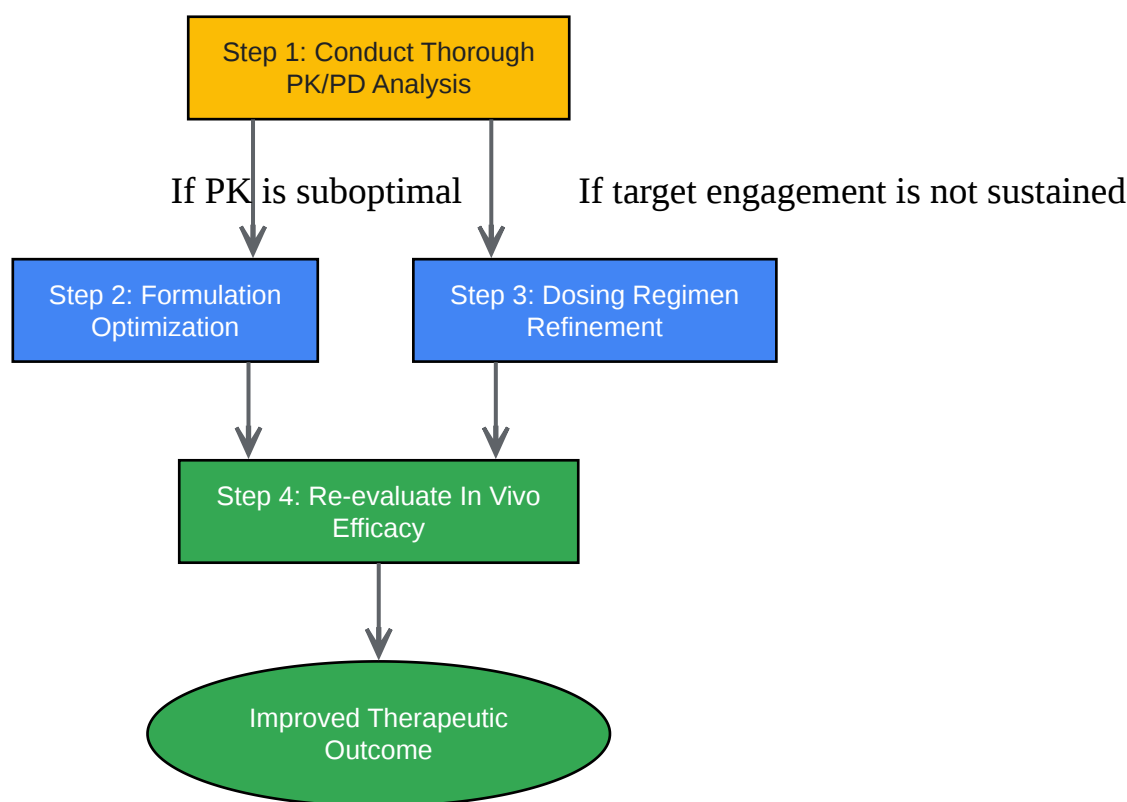 Step 1: Conduct Thorough
PK/PD Analysis
If PK is suboptimal
If target engagement is not sustained
Step 2: Formulation
Optimization
Step 3: Dosing Regimen
Refinement
Step 4: Re-evaluate In Vivo
Efficacy
Improved Therapeutic
Outcome